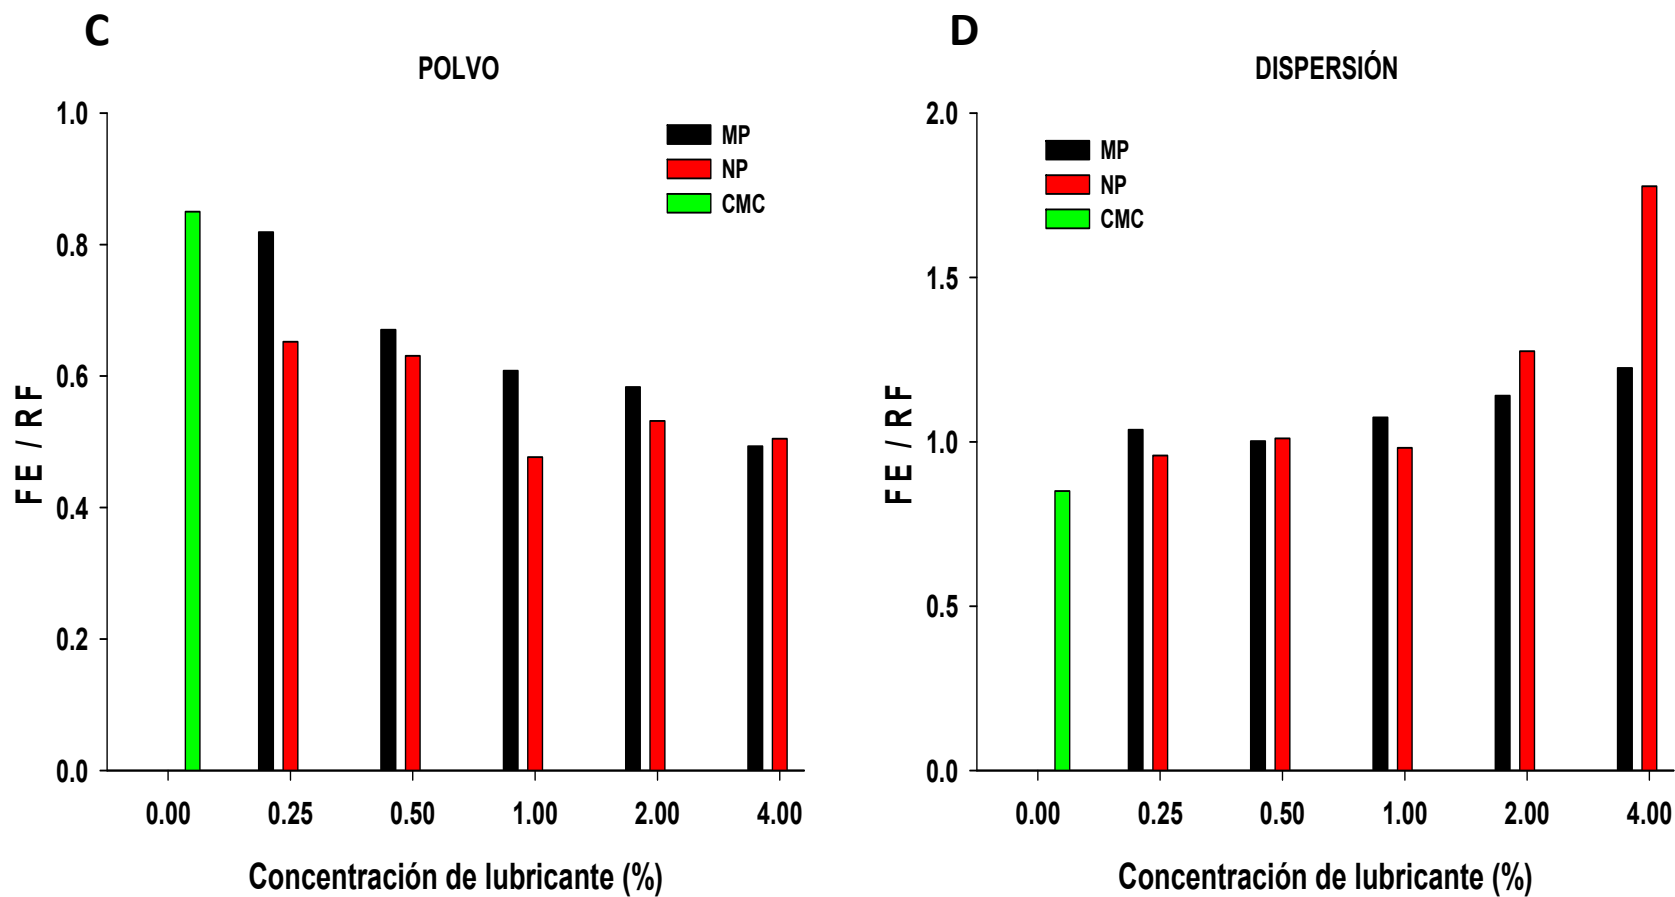 C
POLVO
1.0
0.8
0.6
0.4
0.2
0.0
FE / RF
MP
NP
CMC
0.00 0.25 0.50 1.00 2.00 4.00
Concentración de lubricante (%)
D
DISPERSIÓN
2.0
1.5
1.0
0.5
0.0
FE / RF
MP
NP
CMC
0.00 0.25 0.50 1.00 2.00 4.00
Concentración de lubricante (%)